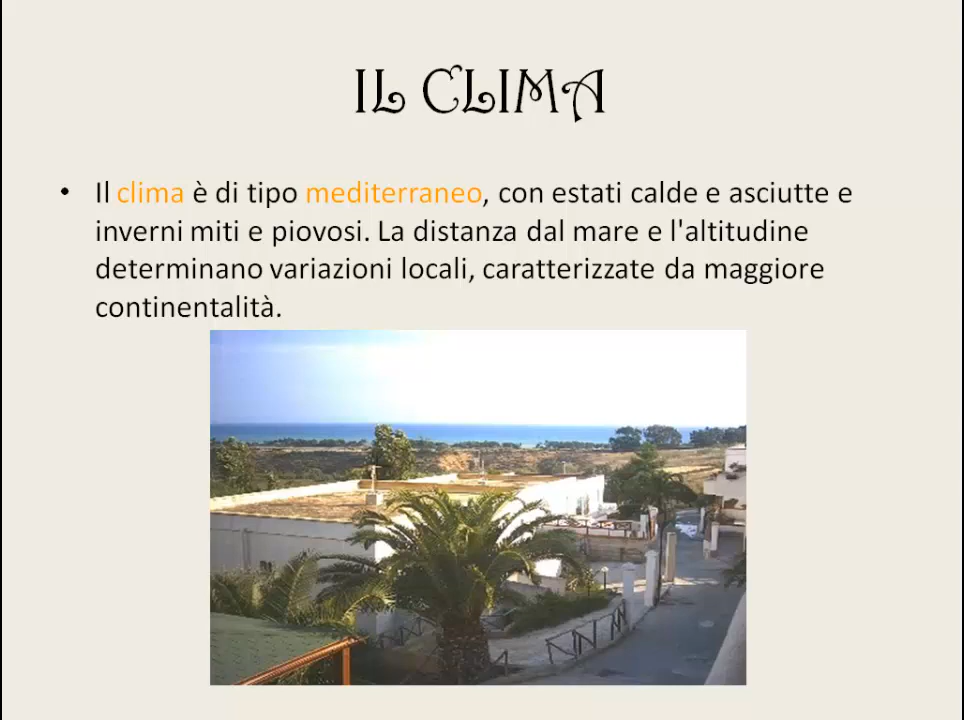 IL CLIMA
• Il clima è di tipo mediterraneo, con estati calde e asciutte e
inverni miti e piovosi. La distanza dal mare e l'altitudine
determinano variazioni locali, caratterizzate da maggiore
continentalità.